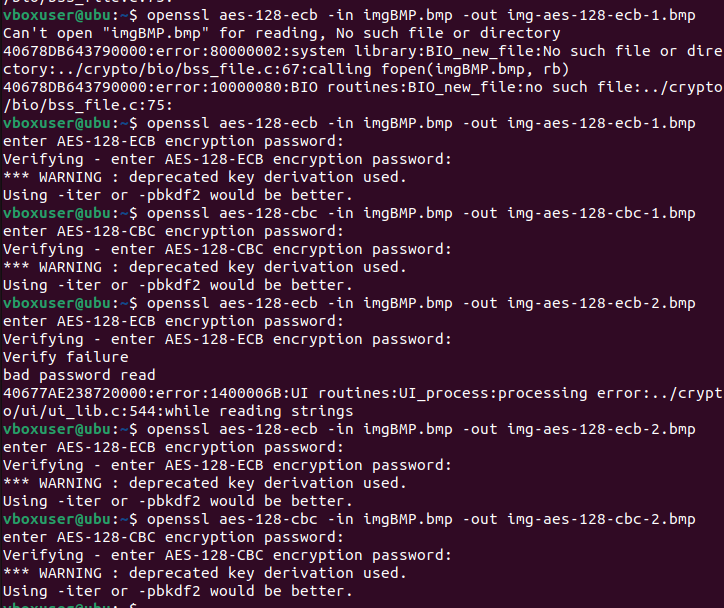 /bio/bss_file.c:75:
vboxuser@ubu:~$ openssl aes-128-ecb -in imgBMP.bmp -out img-aes-128-ecb-1.bmp
Can't open "imgBMP.bmp" for reading, No such file or directory
40678DB643790000:error:80000002:system library:BIO_new_file:No such file or dire
ctory:../crypto/bio/bss_file.c:67:calling fopen(imgBMP.bmp, rb)
40678DB643790000:error:10000080:BIO routines:BIO_new_file:no such file:../crypto
/bio/bss_file.c:75:
vboxuser@ubu:~$ openssl aes-128-ecb -in imgBMP.bmp -out img-aes-128-ecb-1.bmp
enter AES-128-ECB encryption password:
Verifying - enter AES-128-ECB encryption password:
*** WARNING : deprecated key derivation used.
Using -iter or -pbkdf2 would be better.
vboxuser@ubu:~$ openssl aes-128-cbc -in imgBMP.bmp -out img-aes-128-cbc-1.bmp
enter AES-128-CBC encryption password:
Verifying - enter AES-128-CBC encryption password:
*** WARNING : deprecated key derivation used.
Using -iter or -pbkdf2 would be better.
vboxuser@ubu:~$ openssl aes-128-ecb -in imgBMP.bmp -out img-aes-128-ecb-2.bmp
enter AES-128-ECB encryption password:
Verifying - enter AES-128-ECB encryption password:
Verify failure
bad password read
40677AE238720000:error:1400006B:UI routines:UI_process:processing error:../crypt
o/ui/ui_lib.c:544:while reading strings
vboxuser@ubu:~$ openssl aes-128-ecb -in imgBMP.bmp -out img-aes-128-ecb-2.bmp
enter AES-128-ECB encryption password:
Verifying - enter AES-128-ECB encryption password:
*** WARNING : deprecated key derivation used.
Using -iter or -pbkdf2 would be better.
vboxuser@ubu:~$ openssl aes-128-cbc -in imgBMP.bmp -out img-aes-128-cbc-2.bmp
enter AES-128-CBC encryption password:
Verifying - enter AES-128-CBC encryption password:
*** WARNING : deprecated key derivation used.
Using -iter or -pbkdf2 would be better.
vboxuser@ubu:~$